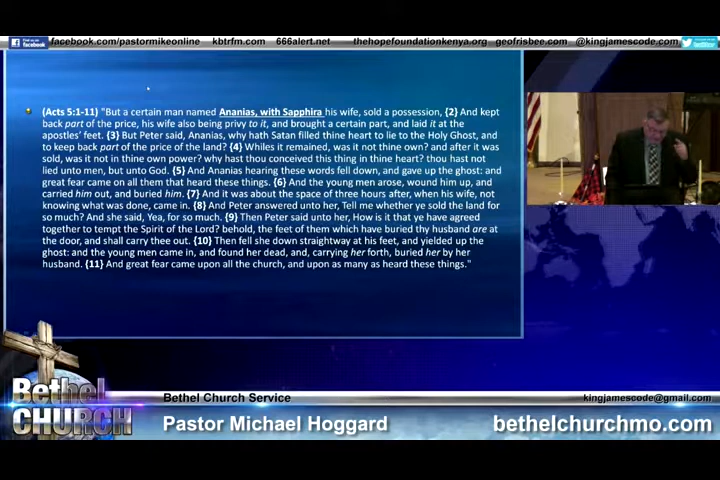 Find us on facebook facebook.com/pastormikeonline kbtrfm.com 666alert.net thehopefoundationkenya.org geofrisbee.com @kingjamescode twitter
(Acts 5:1-11) "But a certain man named Ananias, with Sapphira his wife, sold a possession, {2} And kept
back part of the price, his wife also being privy to it, and brought a certain part, and laid it at the
apostles' feet. {3} But Peter said, Ananias, why hath Satan filled thine heart to lie to the Holy Ghost, and
to keep back part of the price of the land? {4} Whiles it remained, was it not thine own? and after it was
sold, was it not in thine own power? why hast thou conceived this thing in thine heart? thou hast not
lied unto men, but unto God. {5} And Ananias hearing these words fell down, and gave up the ghost: and
great fear came on all them that heard these things. {6} And the young men arose, wound him up, and
carried him out, and buried him. {7} And it was about the space of three hours after, when his wife, not
knowing what was done, came in. {8} And Peter answered unto her, Tell me whether ye sold the land for
so much? And she said, Yea, for so much. {9} Then Peter said unto her, How is it that ye have agreed
together to tempt the Spirit of the Lord? behold, the feet of them which have buried thy husband are at
the door, and shall carry thee out. {10} Then fell she down straightway at his feet, and yielded up the
ghost: and the young men came in, and found her dead, and, carrying her forth, buried her by her
husband. {11} And great fear came upon all the church, and upon as many as heard these things."
Bethel
CHURCH
Bethel Church Service kingjamescode@gmail.com
Pastor Michael Hoggard bethelchurchmo.com